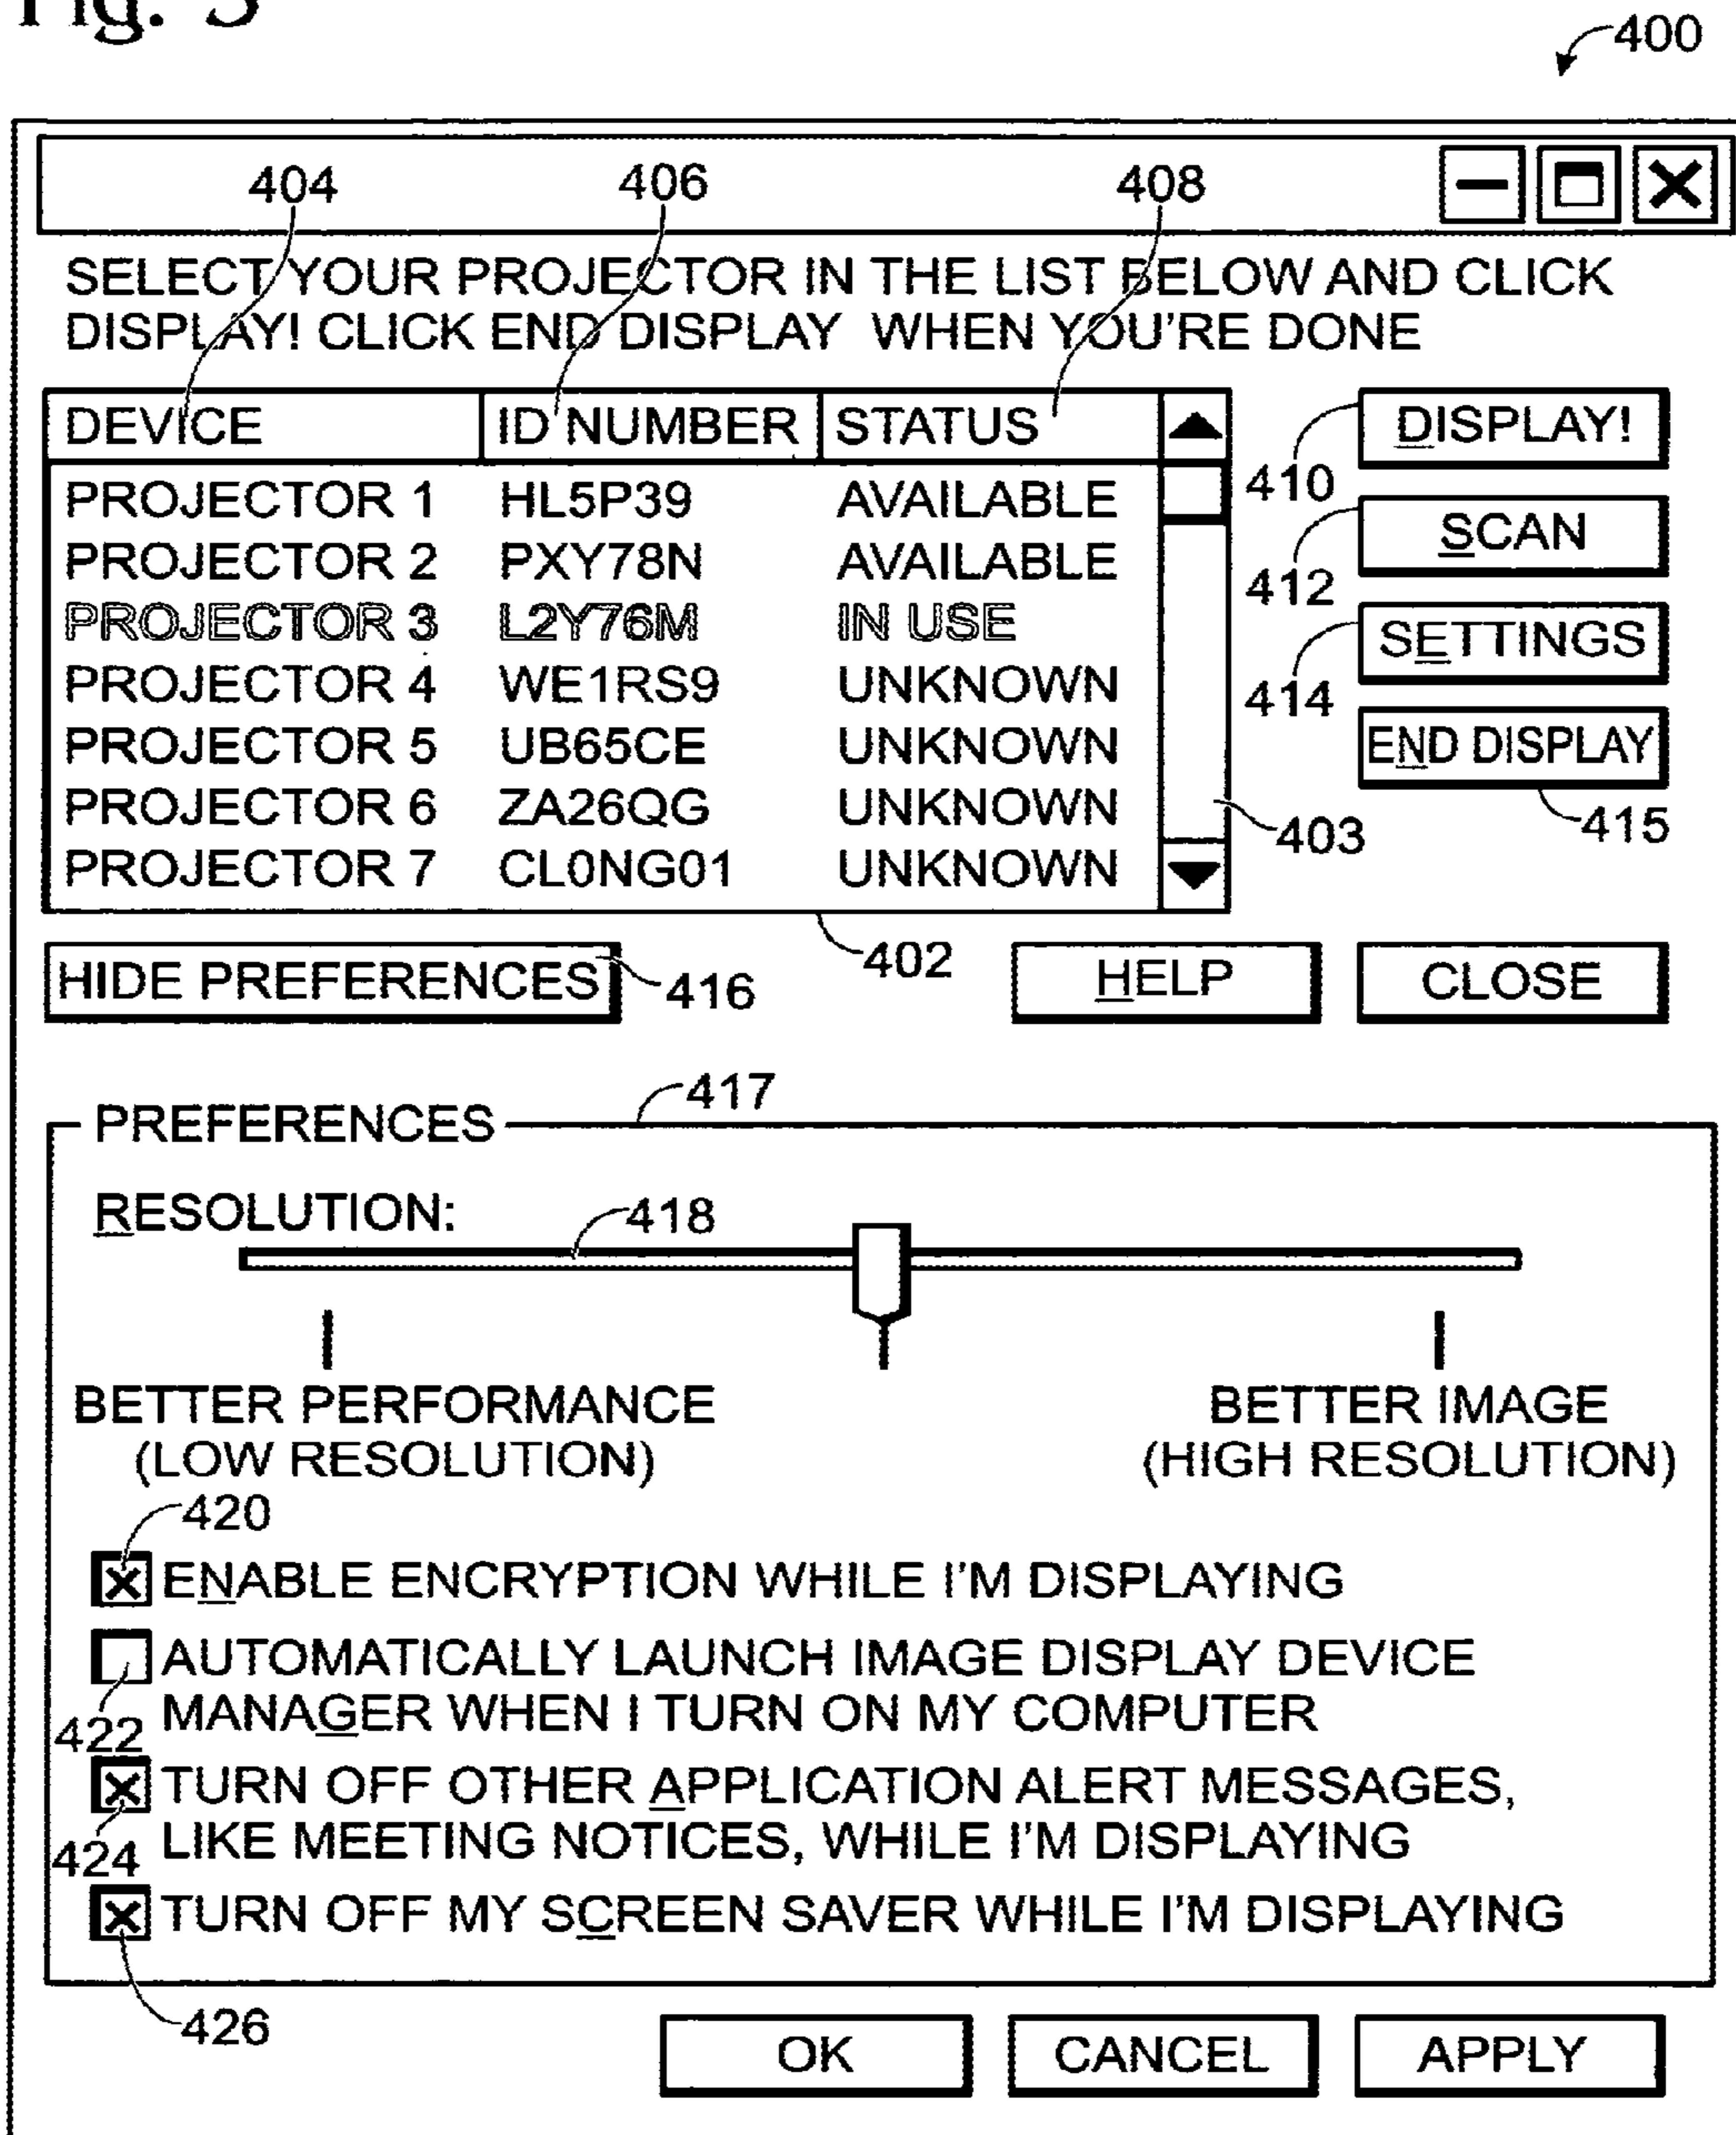 Fig. 5
400
404 406 408
SELECT YOUR PROJECTOR IN THE LIST BELOW AND CLICK
DISPLAY! CLICK END DISPLAY WHEN YOU'RE DONE
DEVICE ID NUMBER STATUS
PROJECTOR 1 HL5P39 AVAILABLE
PROJECTOR 2 PXY78N AVAILABLE
PROJECTOR 3 L2Y76M IN USE
PROJECTOR 4 WE1RS9 UNKNOWN
PROJECTOR 5 UB65CE UNKNOWN
PROJECTOR 6 ZA26QG UNKNOWN
PROJECTOR 7 CL0NG01 UNKNOWN
DISPLAY!
410
SCAN
412
SETTINGS
414
END DISPLAY
415
403
402
HIDE PREFERENCES
416
HELP
CLOSE
417
PREFERENCES
RESOLUTION:
418
BETTER PERFORMANCE
(LOW RESOLUTION)
BETTER IMAGE
(HIGH RESOLUTION)
420
ENABLE ENCRYPTION WHILE I'M DISPLAYING
AUTOMATICALLY LAUNCH IMAGE DISPLAY DEVICE
MANAGER WHEN I TURN ON MY COMPUTER
422
TURN OFF OTHER APPLICATION ALERT MESSAGES,
LIKE MEETING NOTICES, WHILE I'M DISPLAYING
424
TURN OFF MY SCREEN SAVER WHILE I'M DISPLAYING
426
OK
CANCEL
APPLY